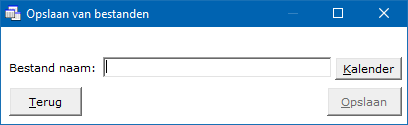 Opslaan van bestanden
Bestand naam: Kalender
Terug Opslaan